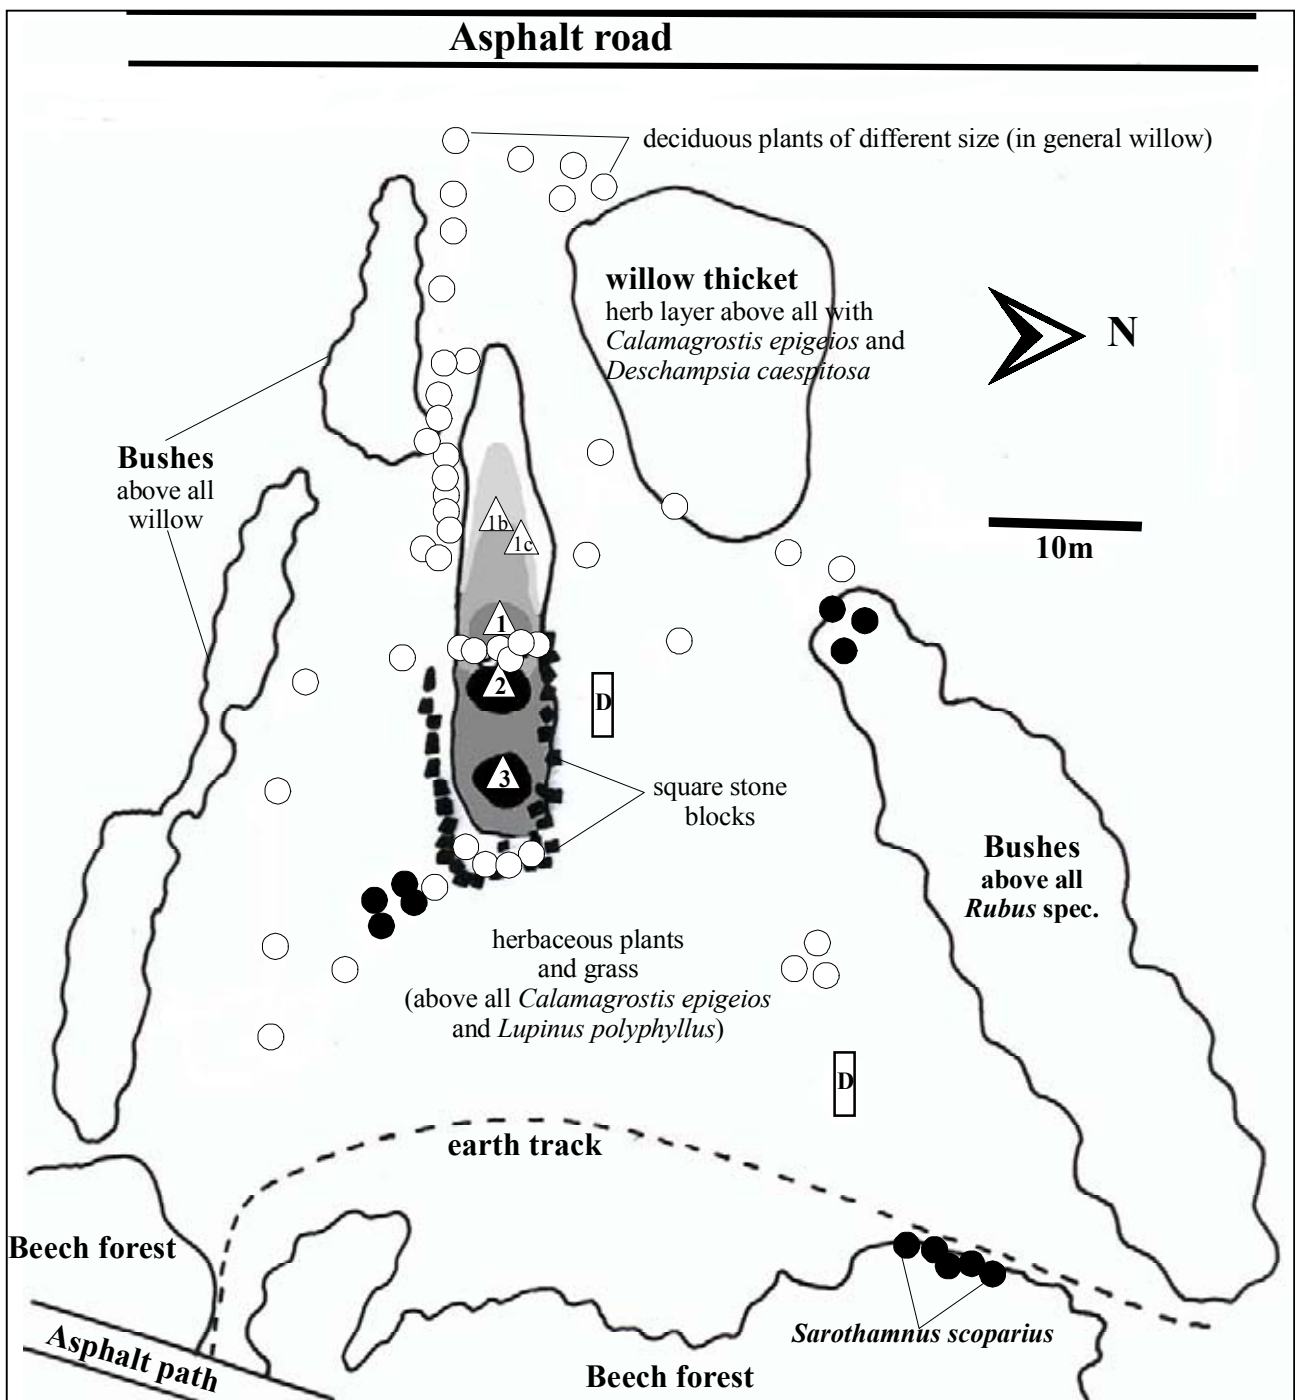 Asphalt road
deciduous plants of different size (in general willow)
willow thicket
herb layer above all with
Calamagrostis epigeios and
Deschampsia caespitosa
N
Bushes
above all
willow
1b
1c
10m
1
2
D
3
square stone
blocks
Bushes
above all
Rubus spec.
herbaceous plants
and grass
(above all Calamagrostis epigeios
and Lupinus polyphyllus)
D
earth track
Beech forest
Sarothamnus scoparius
Asphalt path
Beech forest